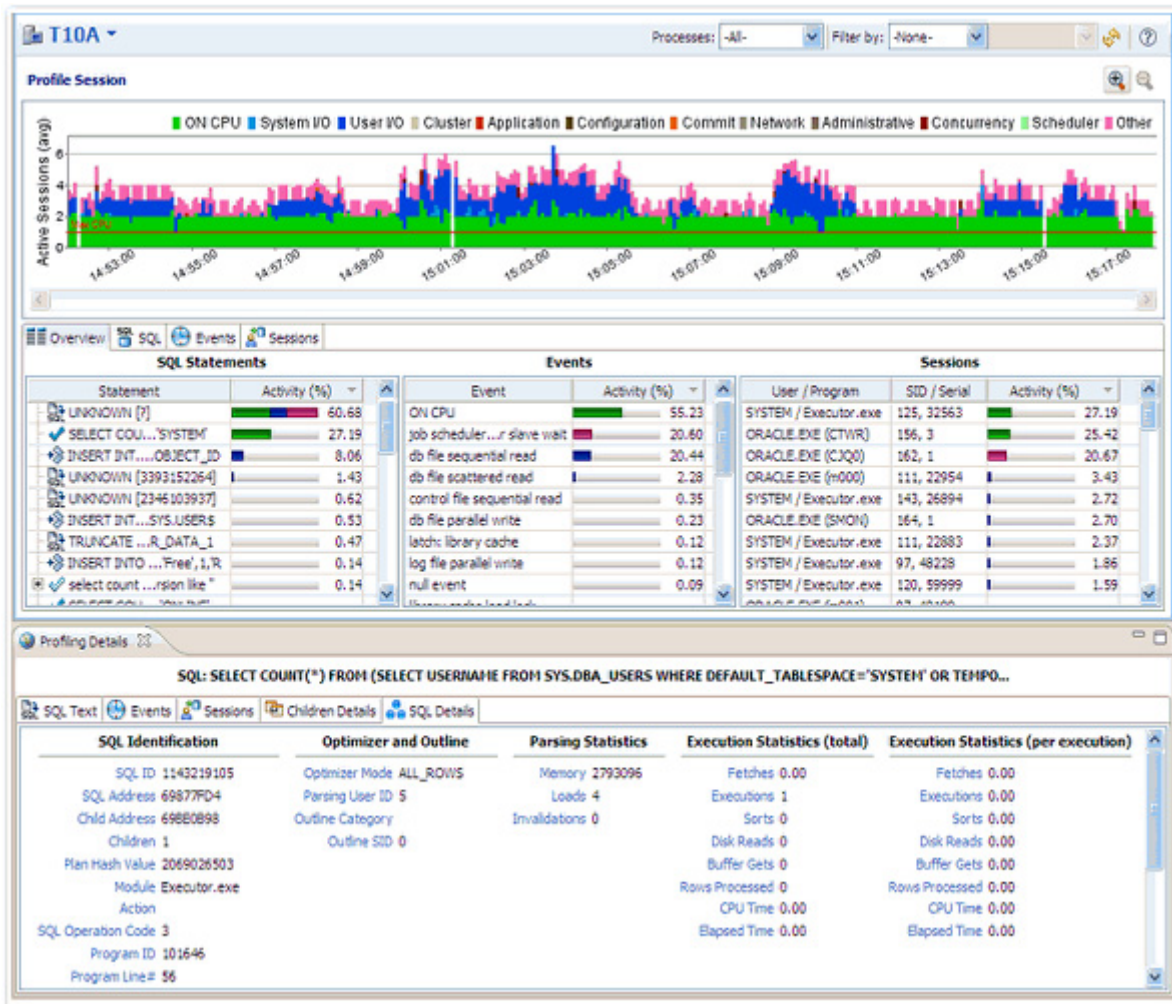 T10A
Processes: -All- Filter by: -None-
Profile Session
ON CPU System I/O User I/O Cluster Application Configuration Commit Network Administrative Concurrency Scheduler Other
Active Sessions (avg)
6
4
2
0
Max CPU
14:53:00 14:55:00 14:57:00 14:59:00 15:01:00 15:03:00 15:05:00 15:07:00 15:09:00 15:11:00 15:13:00 15:15:00 15:17:00
Overview SQL Events Sessions
SQL Statements
Statement Activity (%)
UNKNOWN [?] 60.68
SELECT COU...'SYSTEM' 27.19
INSERT INT....OBJECT_ID 8.06
UNKNOWN [3393152264] 1.43
UNKNOWN [2346103937] 0.62
INSERT INT...SYS.USER$ 0.53
TRUNCATE ...R_DATA_1 0.47
INSERT INTO ...'Free',1,'R 0.14
select count ...rsion like '' 0.14
Events
Event Activity (%)
ON CPU 55.23
job scheduler...r slave wait 20.60
db file sequential read 20.44
db file scattered read 2.28
control file sequential read 0.35
db file parallel write 0.23
latch: library cache 0.12
log file parallel write 0.12
null event 0.09
Sessions
User / Program SID / Serial Activity (%)
SYSTEM / Executor.exe 125, 32563 27.19
ORACLE.EXE (CTWR) 156, 3 25.42
ORACLE.EXE (CJQ0) 162, 1 20.67
ORACLE.EXE (m000) 111, 22954 3.43
SYSTEM / Executor.exe 143, 26894 2.72
ORACLE.EXE (SMON) 164, 1 2.70
SYSTEM / Executor.exe 111, 22883 2.37
SYSTEM / Executor.exe 97, 48228 1.86
SYSTEM / Executor.exe 120, 59999 1.59
Profiling Details
SQL: SELECT COUNT(*) FROM (SELECT USERNAME FROM SYS.DBA_USERS WHERE DEFAULT_TABLESPACE='SYSTEM' OR TEMPO...
SQL Text Events Sessions Children Details SQL Details
SQL Identification
SQL ID 1143219105
SQL Address 69877FD4
Child Address 698E0B98
Children 1
Plan Hash Value 2069026503
Module Executor.exe
Action
SQL Operation Code 3
Program ID 101646
Program Line# 56
Optimizer and Outline
Optimizer Mode ALL_ROWS
Parsing User ID 5
Outline Category
Outline SID 0
Parsing Statistics
Memory 2793096
Loads 4
Invalidations 0
Execution Statistics (total)
Fetches 0.00
Executions 1
Sorts 0
Disk Reads 0
Buffer Gets 0
Rows Processed 0
CPU Time 0.00
Elapsed Time 0.00
Execution Statistics (per execution)
Fetches 0.00
Executions 0.00
Sorts 0.00
Disk Reads 0.00
Buffer Gets 0.00
Rows Processed 0.00
CPU Time 0.00
Elapsed Time 0.00